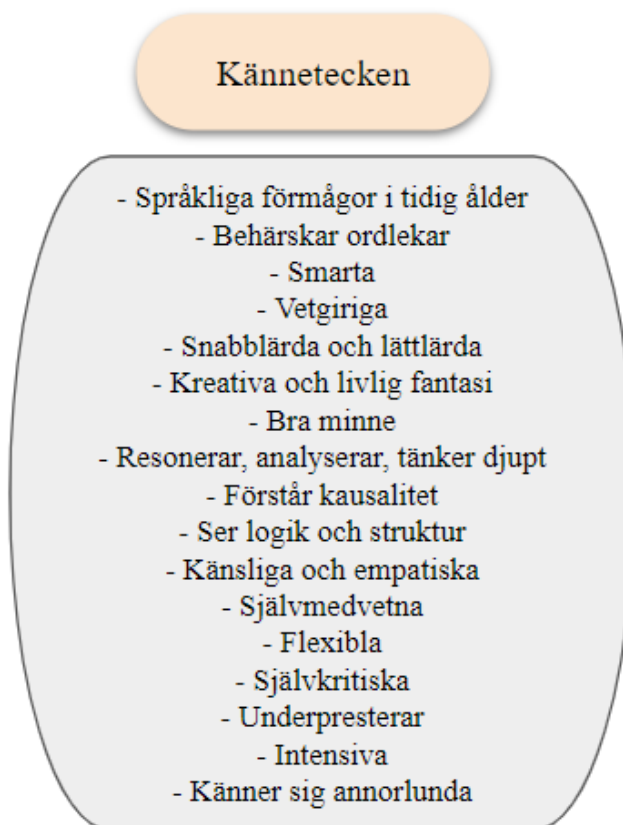 Kännetecken
- Språkliga förmågor i tidig ålder
- Behärskar ordlekar
- Smarta
- Vetgiriga
- Snabblärda och lättlärda
- Kreativa och livlig fantasi
- Bra minne
- Resonerar, analyserar, tänker djupt
- Förstår kausalitet
- Ser logik och struktur
- Känsliga och empatiska
- Självmedvetna
- Flexibla
- Självkritiska
- Underpresterar
- Intensiva
- Känner sig annorlunda